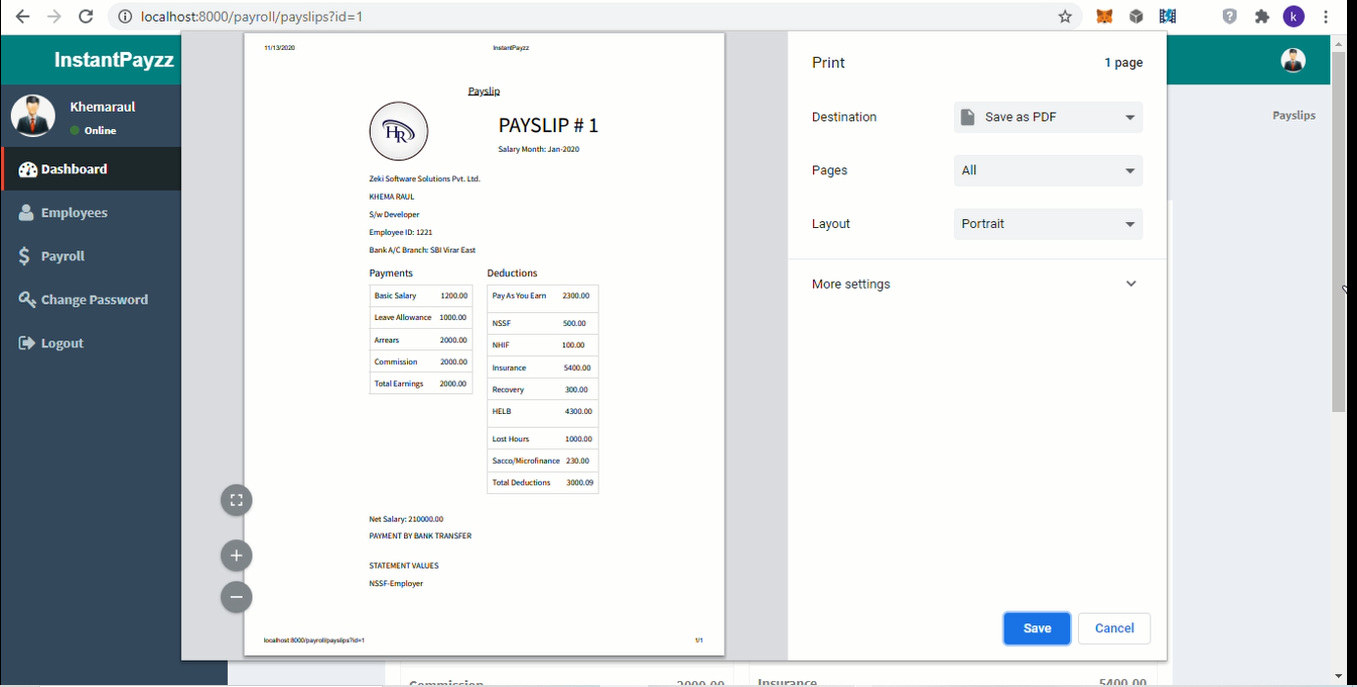 localhost:8000/payroll/payslips?id=1
k
InstantPayzz
Khemaraul
Online
Dashboard
Employees
Payroll
Change Password
Logout
11/13/2020 InstantPayzz
Payslip
HR
PAYSLIP # 1
Salary Month: Jan-2020
Zeki Software Solutions Pvt. Ltd.
KHEMA RAUL
S/w Developer
Employee ID: 1221
Bank A/C Branch: SBI Virar East
Payments
Basic Salary 1200.00
Leave Allowance 1000.00
Arrears 2000.00
Commission 2000.00
Total Earnings 2000.00
Deductions
Pay As You Earn 2300.00
NSSF 500.00
NHIF 100.00
Insurance 5400.00
Recovery 300.00
HELB 4300.00
Lost Hours 1000.00
Sacco/Microfinance 230.00
Total Deductions 3000.09
Net Salary: 210000.00
PAYMENT BY BANK TRANSFER
STATEMENT VALUES
NSSF-Employer
localhost:8000/payroll/payslips?id=1 1/1
Print 1 page
Destination Save as PDF
Pages All
Layout Portrait
More settings
Save Cancel
Payslips
Commission 2000.00 Insurance 5400.00